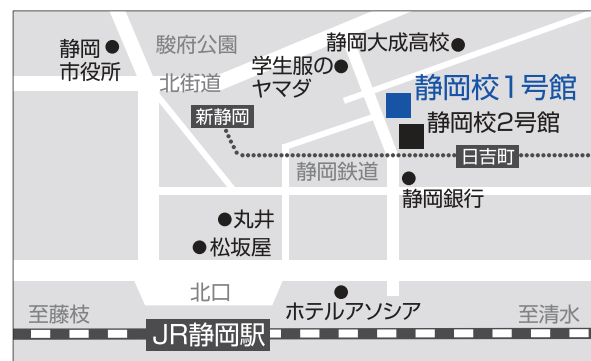 静岡
市役所
駿府公園
静岡大成高校
学生服の
ヤマダ
北街道
静岡校1号館
新静岡
静岡校2号館
日吉町
静岡鉄道
静岡銀行
丸井
松坂屋
北口
ホテルアソシア
至藤枝
至清水
JR静岡駅